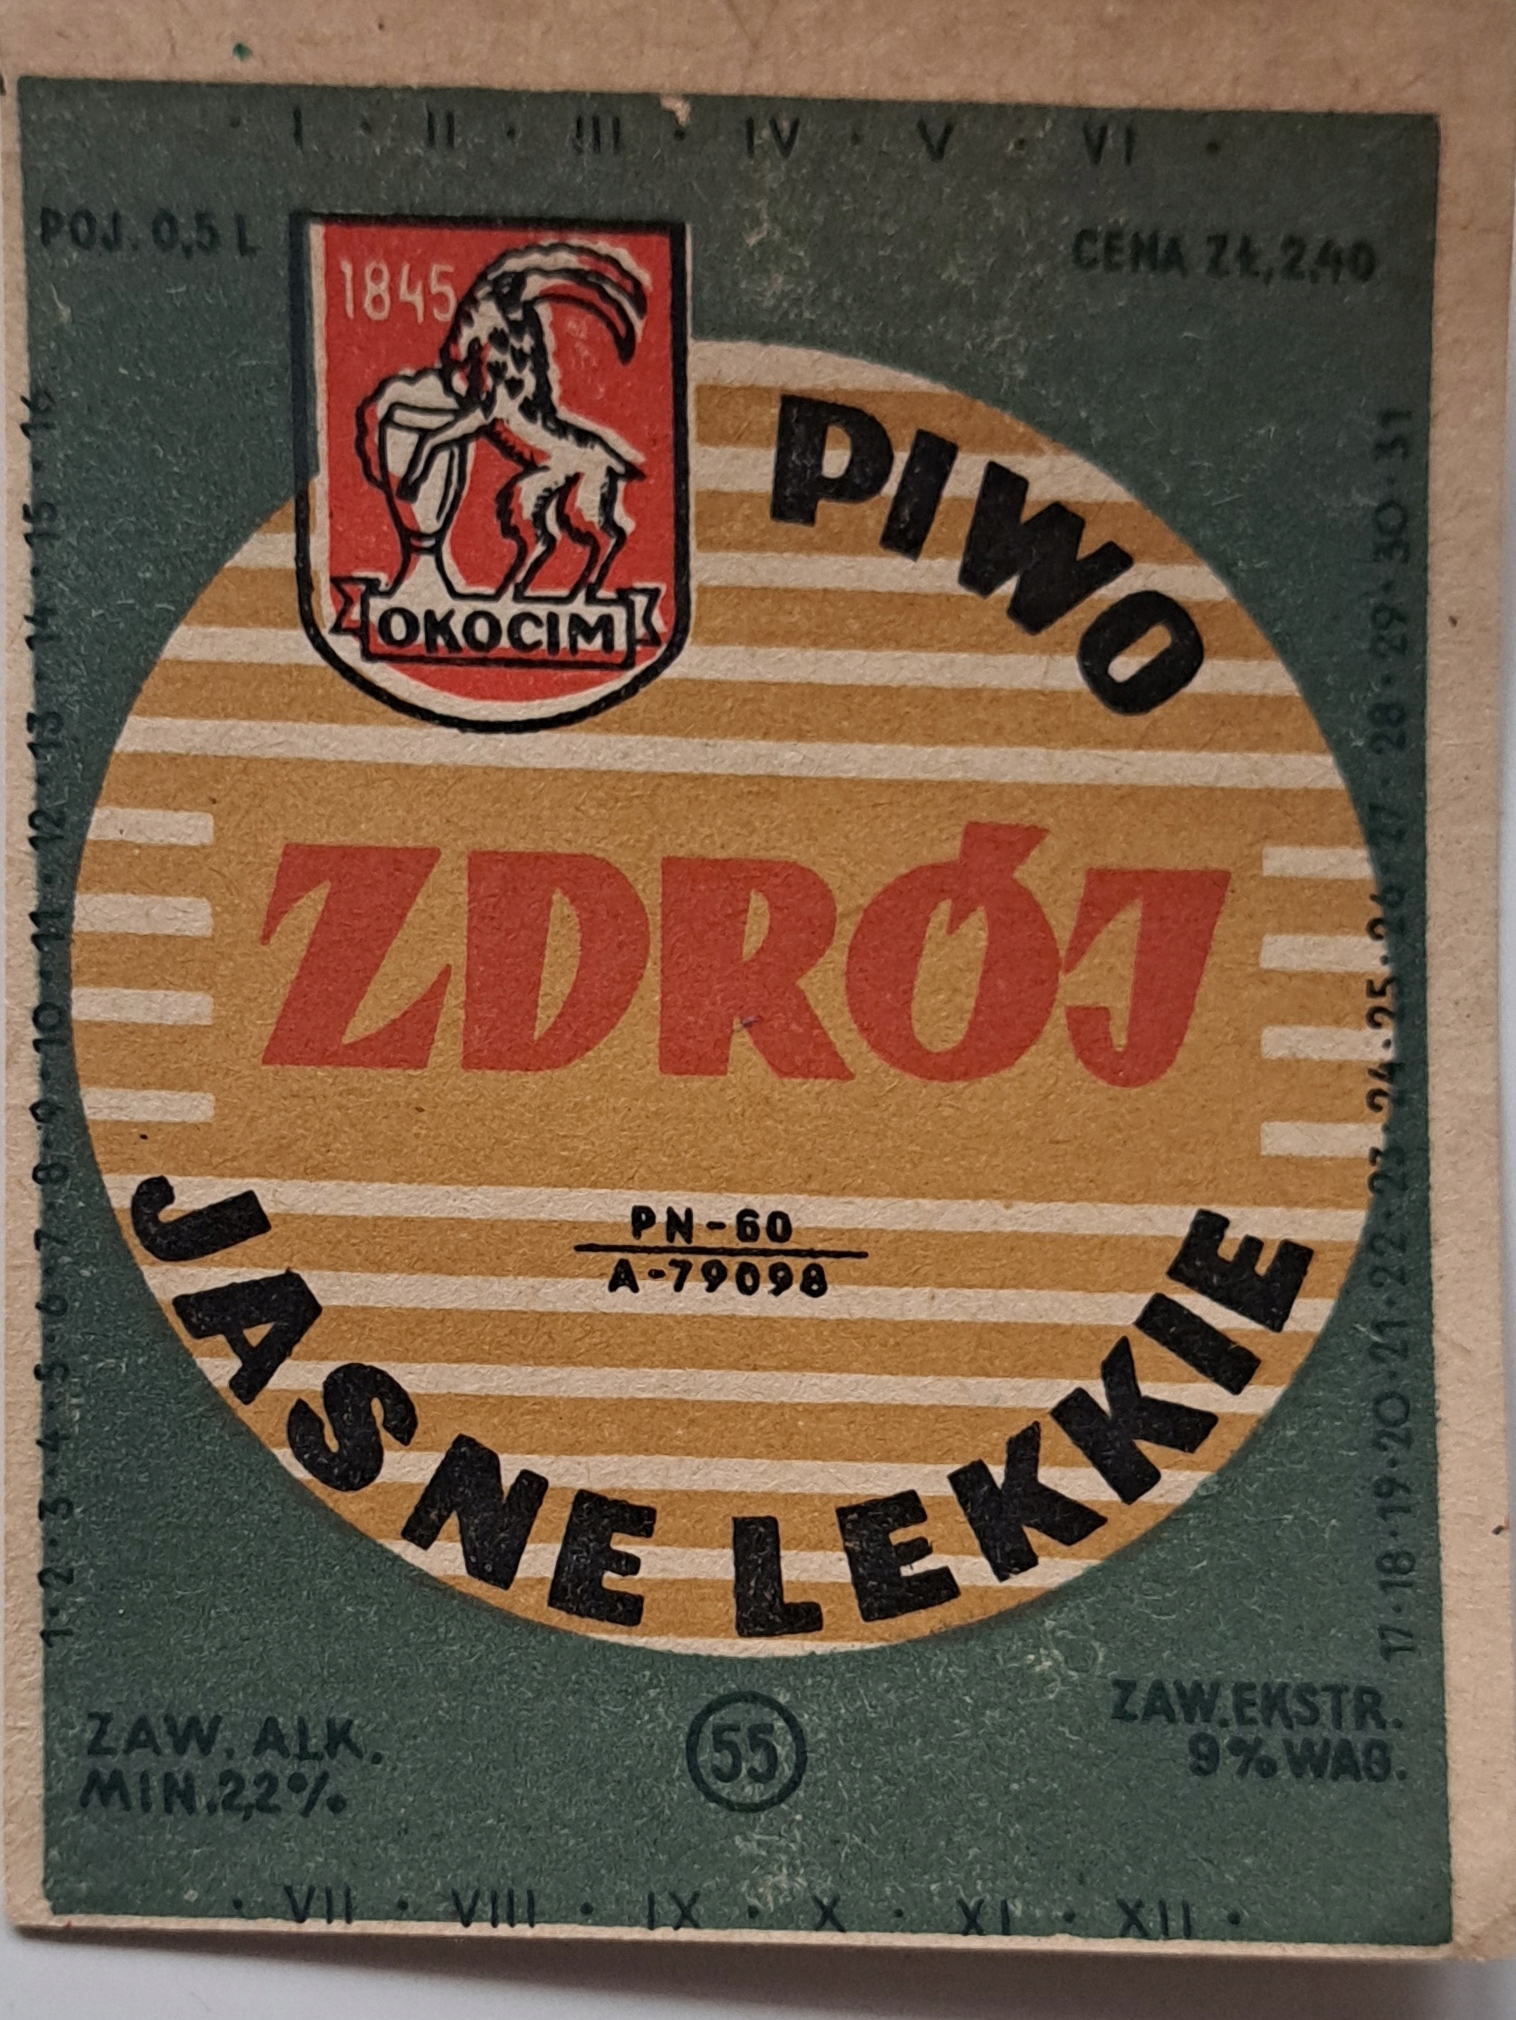 · I · II · III · IV · V · VI ·
POJ. 0,5 L
CENA ZŁ, 2,40
1845
OKOCIM
PIWO
ZDRÓJ
PN-60
A-79098
JASNE LEKKIE
1·2·3·4·5·6·7·8·9·10·11·12·13·14·15·16
17·18·19·20·21·22·23·24·25·26·27·28·29·30·31
ZAW. ALK.
MIN.2,2%
55
ZAW.EKSTR.
9% WAG.
· VII · VIII · IX · X · XI · XII ·